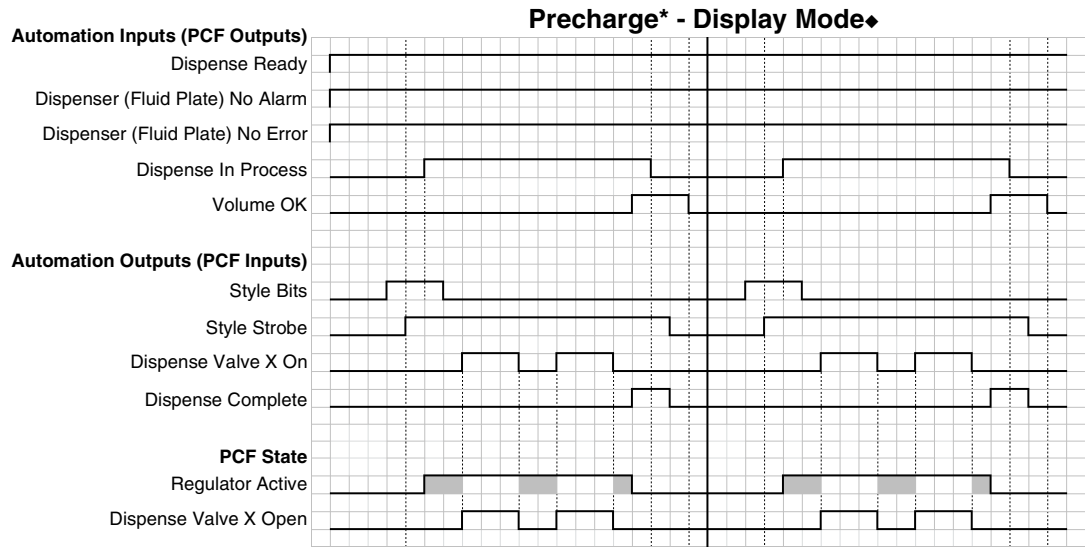 Precharge* - Display Mode◆
Automation Inputs (PCF Outputs)
Dispense Ready
Dispenser (Fluid Plate) No Alarm
Dispenser (Fluid Plate) No Error
Dispense In Process
Volume OK
Automation Outputs (PCF Inputs)
Style Bits
Style Strobe
Dispense Valve X On
Dispense Complete
PCF State
Regulator Active
Dispense Valve X Open